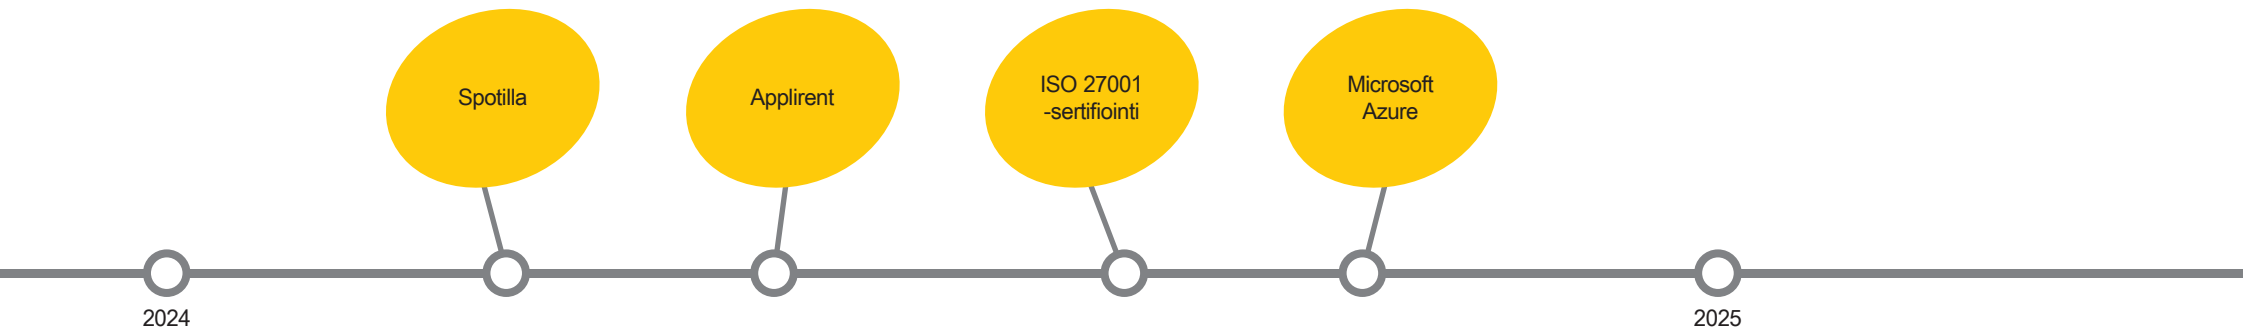 Spotilla
Applirent
ISO 27001
-sertifiointi
Microsoft
Azure
2024
2025